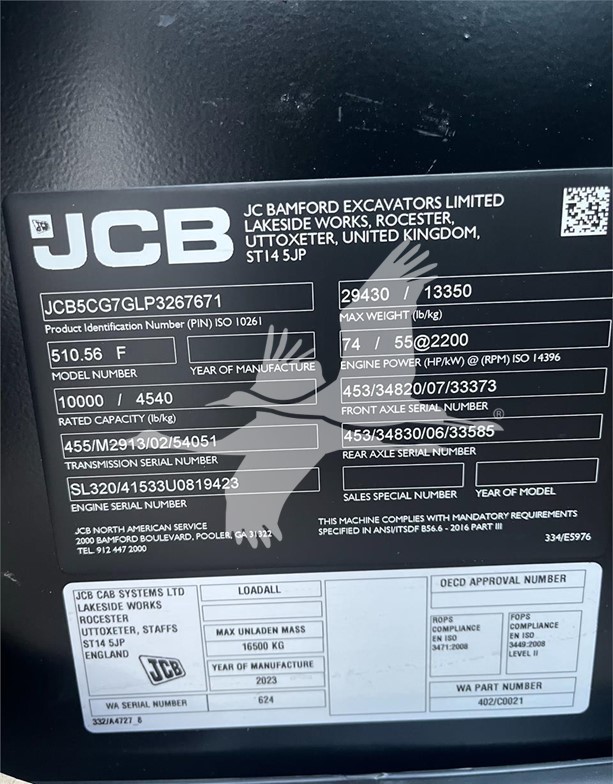 JCB
JC BAMFORD EXCAVATORS LIMITED
LAKESIDE WORKS, ROCESTER,
UTTOXETER, UNITED KINGDOM,
ST14 5JP
JCB5CG7GLP3267671
Product Identification Number (PIN) ISO 10261
510.56 F
MODEL NUMBER
YEAR OF MANUFACTURE
10000 / 4540
RATED CAPACITY (lb/kg)
455/M2913/02/54051
TRANSMISSION SERIAL NUMBER
SL320/41533U0819423
ENGINE SERIAL NUMBER
29430 / 13350
MAX WEIGHT (lb/kg)
74 / 55@2200
ENGINE POWER (HP/kW) @ (RPM) ISO 14396
453/34820/07/33373
FRONT AXLE SERIAL NUMBER
453/34830/06/33585
REAR AXLE SERIAL NUMBER
SALES SPECIAL NUMBER
YEAR OF MODEL
JCB NORTH AMERICAN SERVICE
2000 BAMFORD BOULEVARD, POOLER, GA 31322
TEL. 912 447 2000
THIS MACHINE COMPLIES WITH MANDATORY REQUIREMENTS
SPECIFIED IN ANSI/ITSDF B56.6 - 2016 PART III
334/E5976
JCB CAB SYSTEMS LTD
LAKESIDE WORKS
ROCESTER
UTTOXETER, STAFFS
ST14 5JP
ENGLAND
JCB
WA SERIAL NUMBER
624
332/A4727_8
LOADALL
MAX UNLADEN MASS
16500 KG
YEAR OF MANUFACTURE
2023
OECD APPROVAL NUMBER
ROPS
COMPLIANCE
EN ISO
3471:2008
FOPS
COMPLIANCE
EN ISO
3449:2008
LEVEL II
WA PART NUMBER
402/C0021